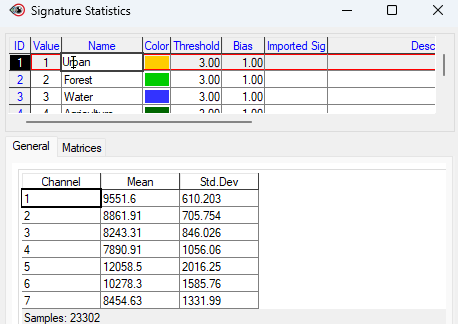 Signature Statistics
ID Value Name Color Threshold Bias Imported Sig Desc
1 1 Urban 3.00 1.00
2 2 Forest 3.00 1.00
3 3 Water 3.00 1.00
4 4 Agriculture 3.00 1.00
General Matrices
Channel Mean Std.Dev
1 9551.6 610.203
2 8861.91 705.754
3 8243.31 846.026
4 7890.91 1056.06
5 12058.5 2016.25
6 10278.3 1585.76
7 8454.63 1331.99
Samples: 23302